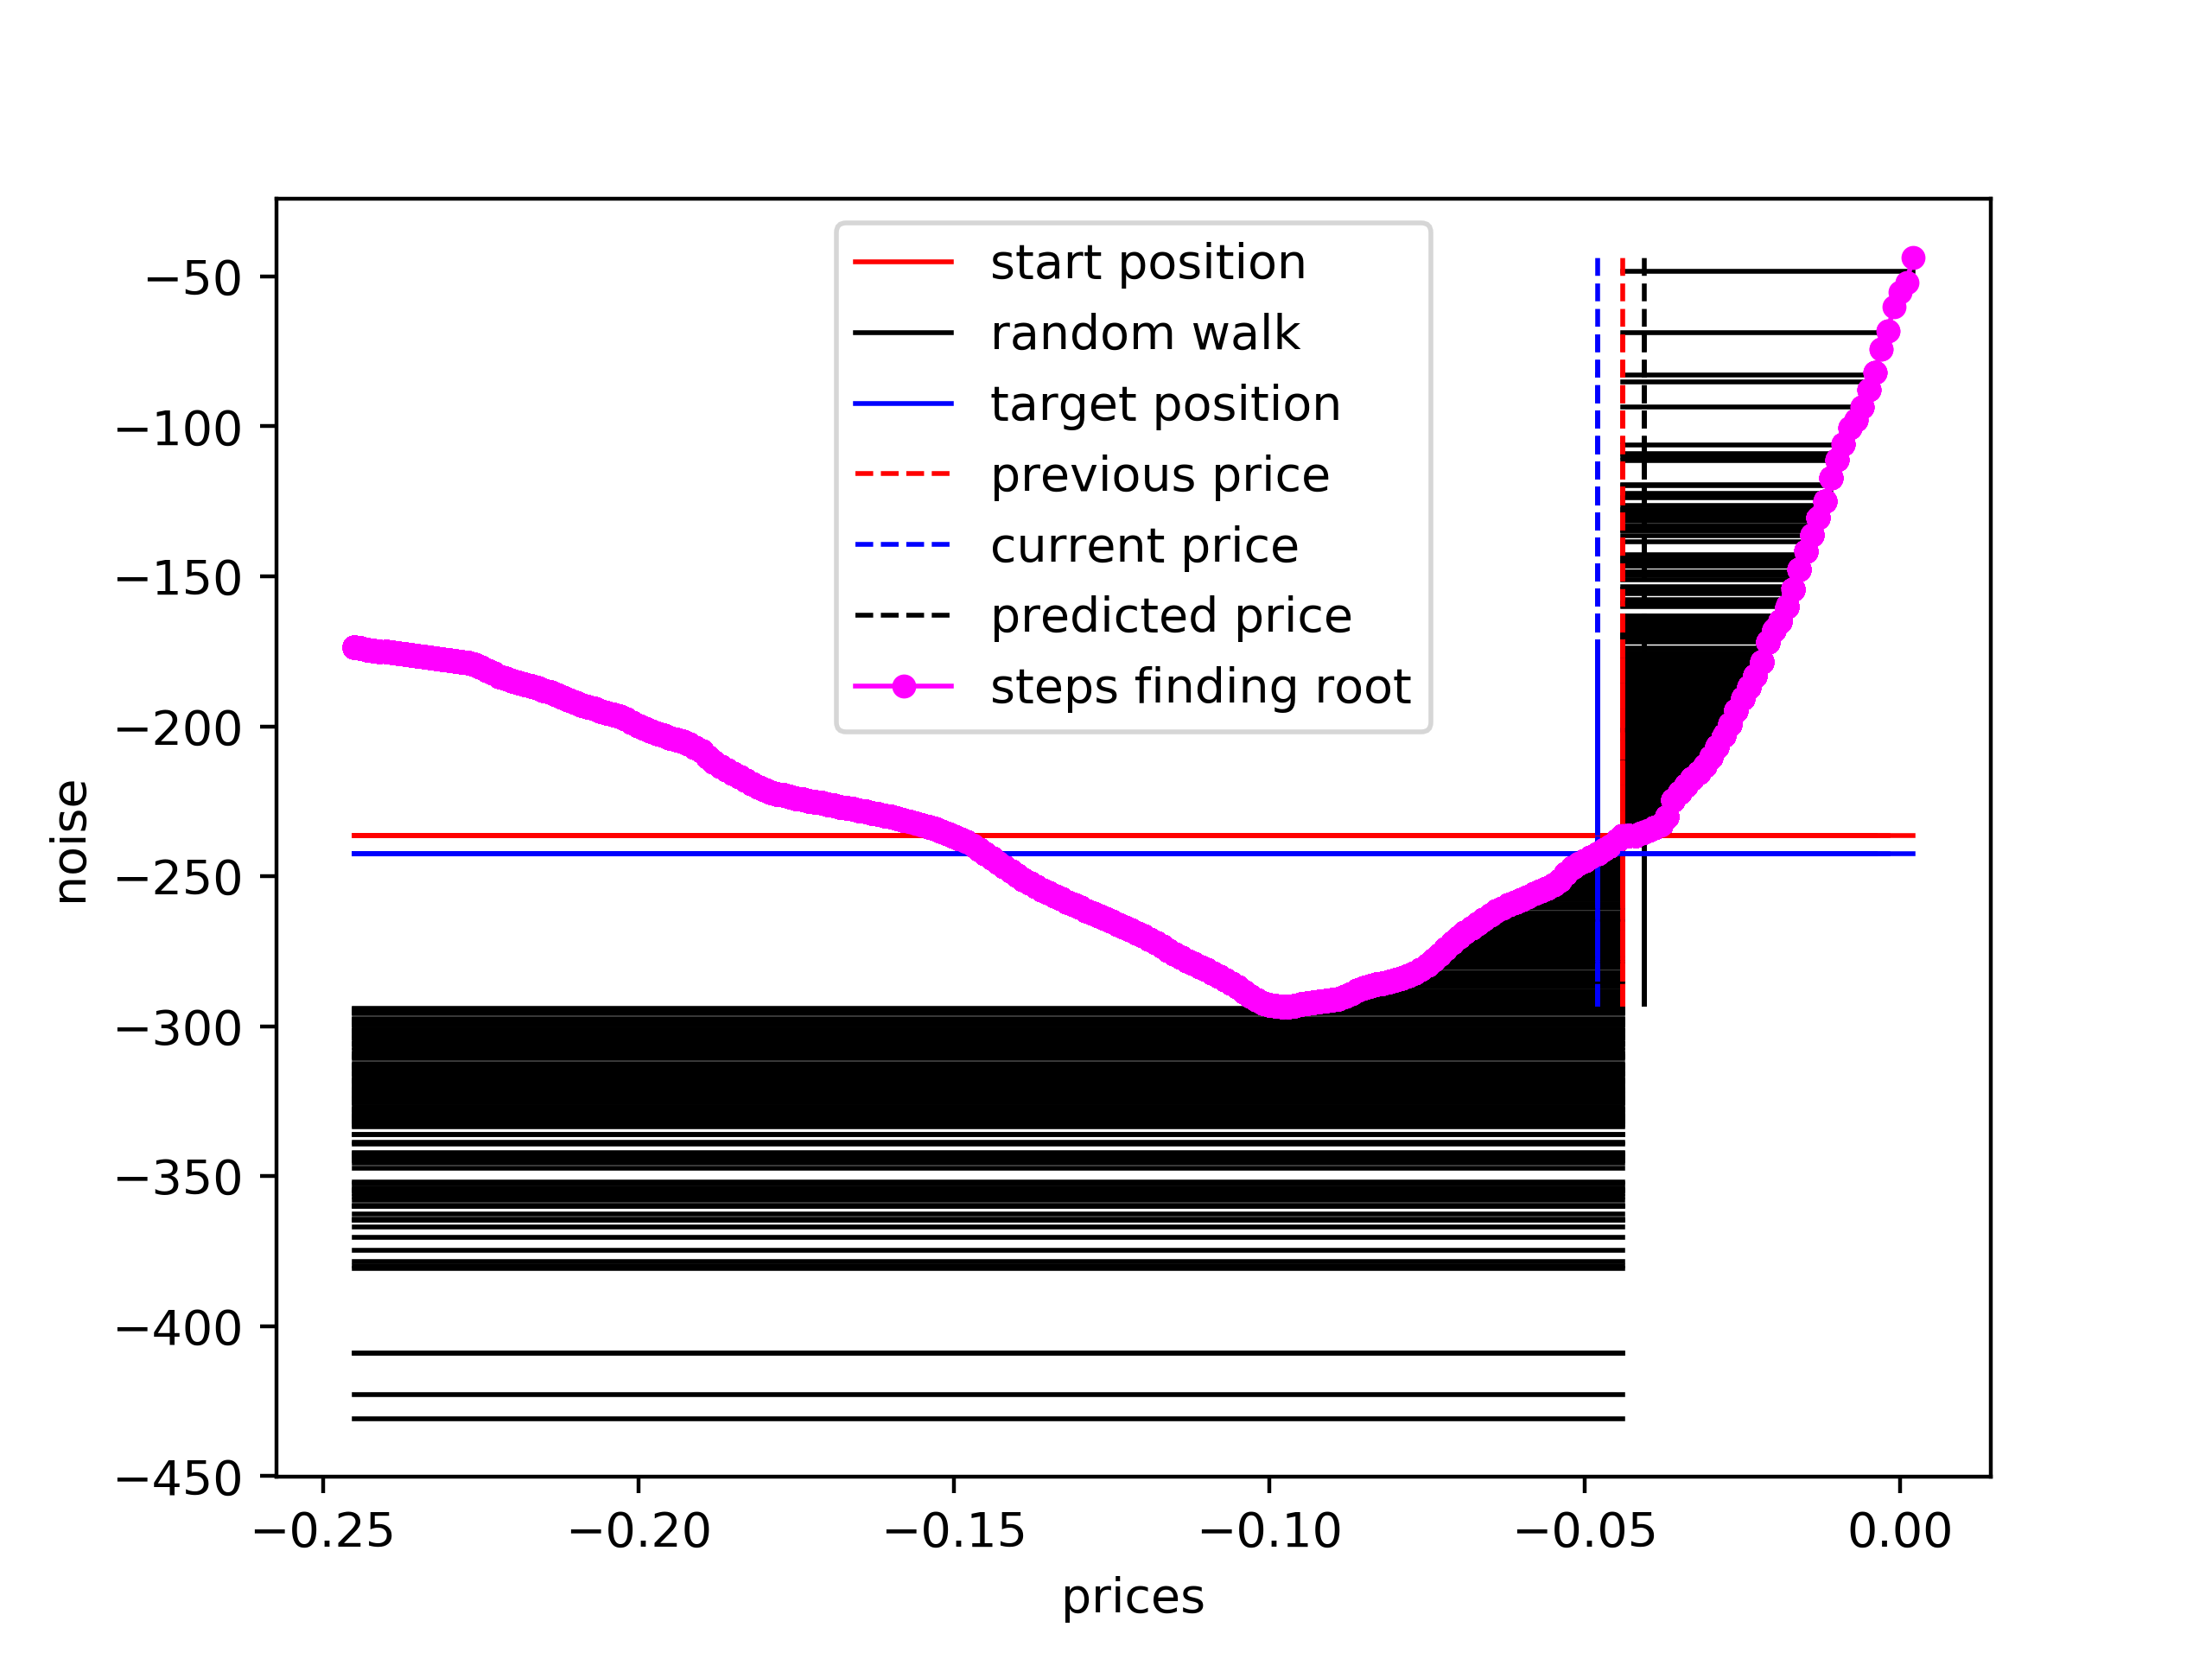 start position
random walk
target position
previous price
current price
predicted price
steps finding root
−50
−100
−150
−200
−250
−300
−350
−400
−450
noise
−0.25 −0.20 −0.15 −0.10 −0.05 0.00
prices